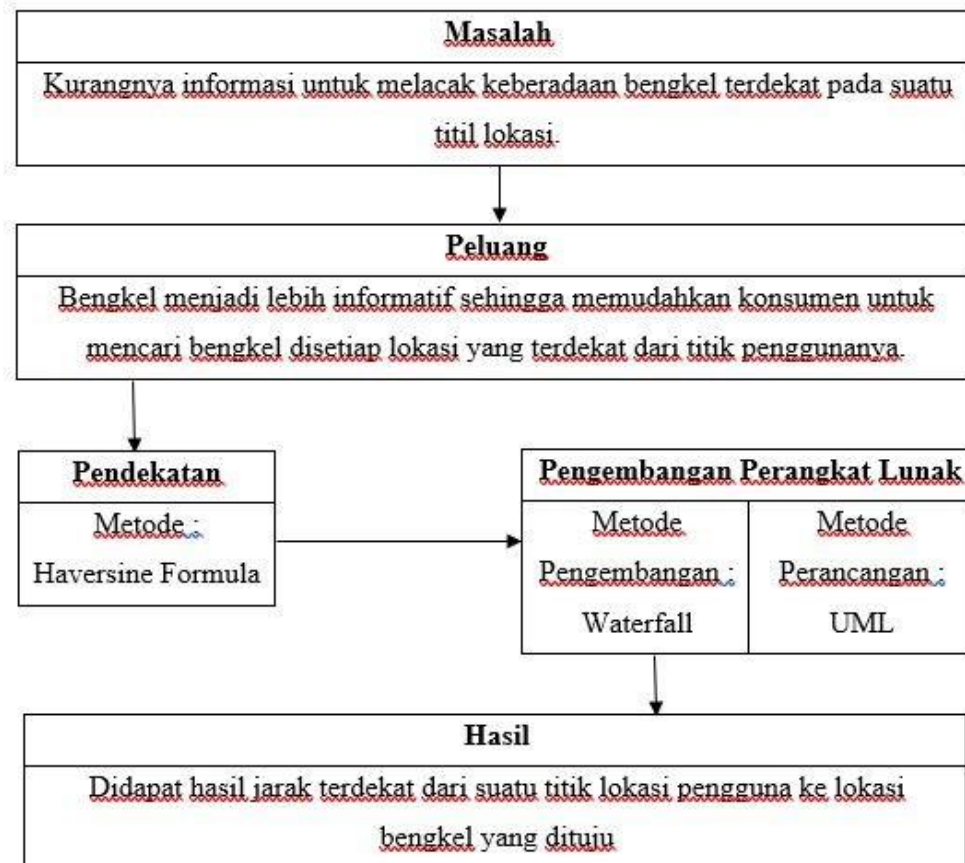 Masalah
Kurangnya informasi untuk melacak keberadaan bengkel terdekat pada suatu
titil lokasi.
Peluang
Bengkel menjadi lebih informatif sehingga memudahkan konsumen untuk
mencari bengkel disetiap lokasi yang terdekat dari titik penggunanya.
Pendekatan
Metode :
Haversine Formula
Pengembangan Perangkat Lunak
Metode
Pengembangan :
Waterfall
Metode
Perancangan :
UML
Hasil
Didapat hasil jarak terdekat dari suatu titik lokasi pengguna ke lokasi
bengkel yang dituju